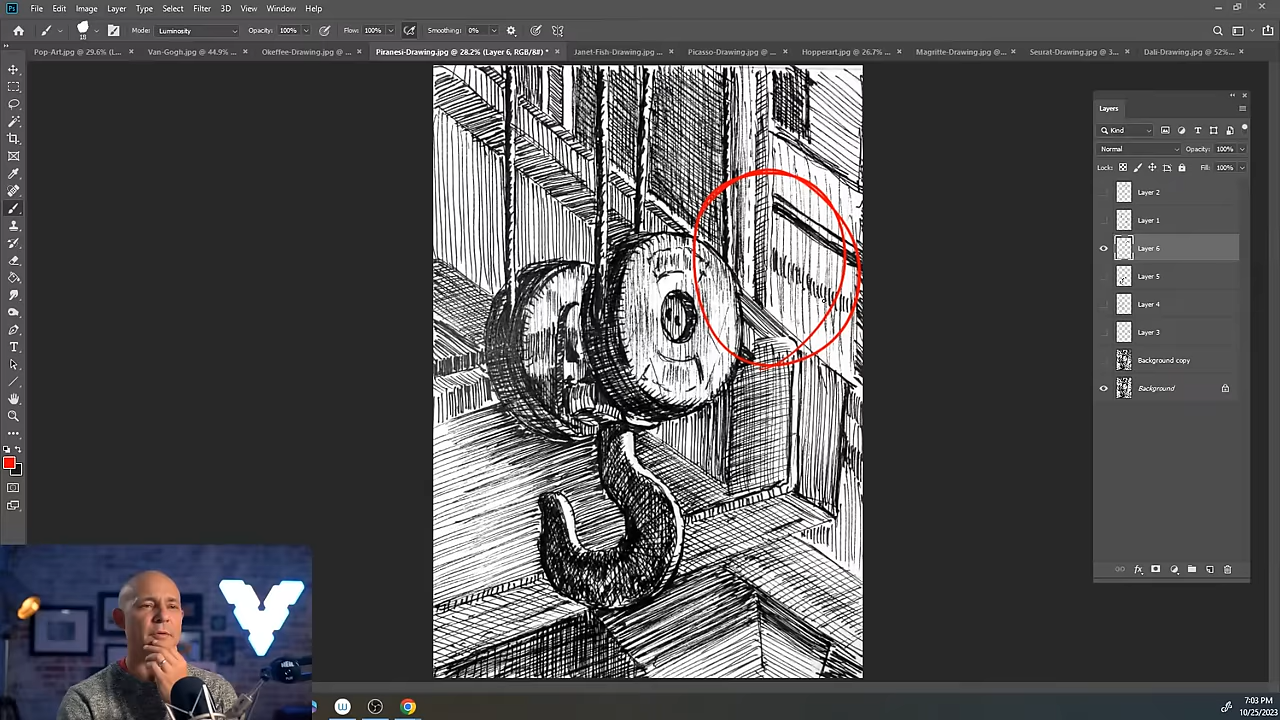 Ps File Edit Image Layer Type Select Filter 3D View Window Help
Mode: Luminosity Opacity: 100% Flow: 100% Smoothing: 0%
Pop-Art.jpg @ 29.6% (L... × Van-Gogh.jpg @ 44.9% ... × Okeffee-Drawing.jpg @ ... × Piranesi-Drawing.jpg @ 28.2% (Layer 6, RGB/8#) * × Janet-Fish-Drawing.jpg ... × Picasso-Drawing.jpg @ ... × Hopperart.jpg @ 26.7% ... × Magritte-Drawing.jpg @ ... × Seurat-Drawing.jpg @ 3... × Dali-Drawing.jpg @ 52%... ×
Layers
Kind
Normal Opacity: 100%
Lock: Fill: 100%
Layer 2
Layer 1
Layer 6
Layer 5
Layer 4
Layer 3
Background copy
Background
fx
7:03 PM
10/25/2023